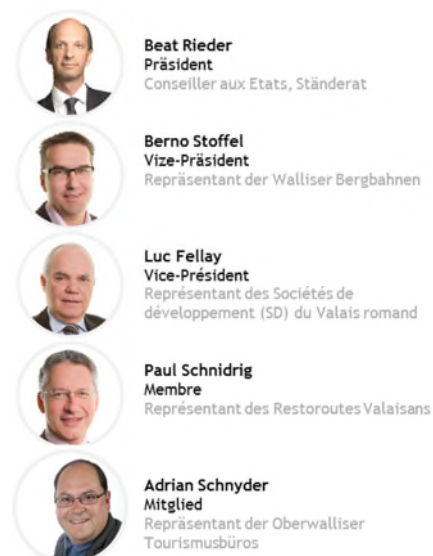 Beat Rieder
Président
Conseiller aux Etats, Ständerat
Berno Stoffel
Vize-Präsident
Repräsentant der Walliser Bergbahnen
Luc Fellay
Vice-Président
Représentant des Sociétés de
développement (SD) du Valais romand
Paul Schnidrig
Membre
Représentant des Restoroutes Valaisans
Adrian Schnyder
Mitglied
Repräsentant der Oberwalliser
Tourismusbüros